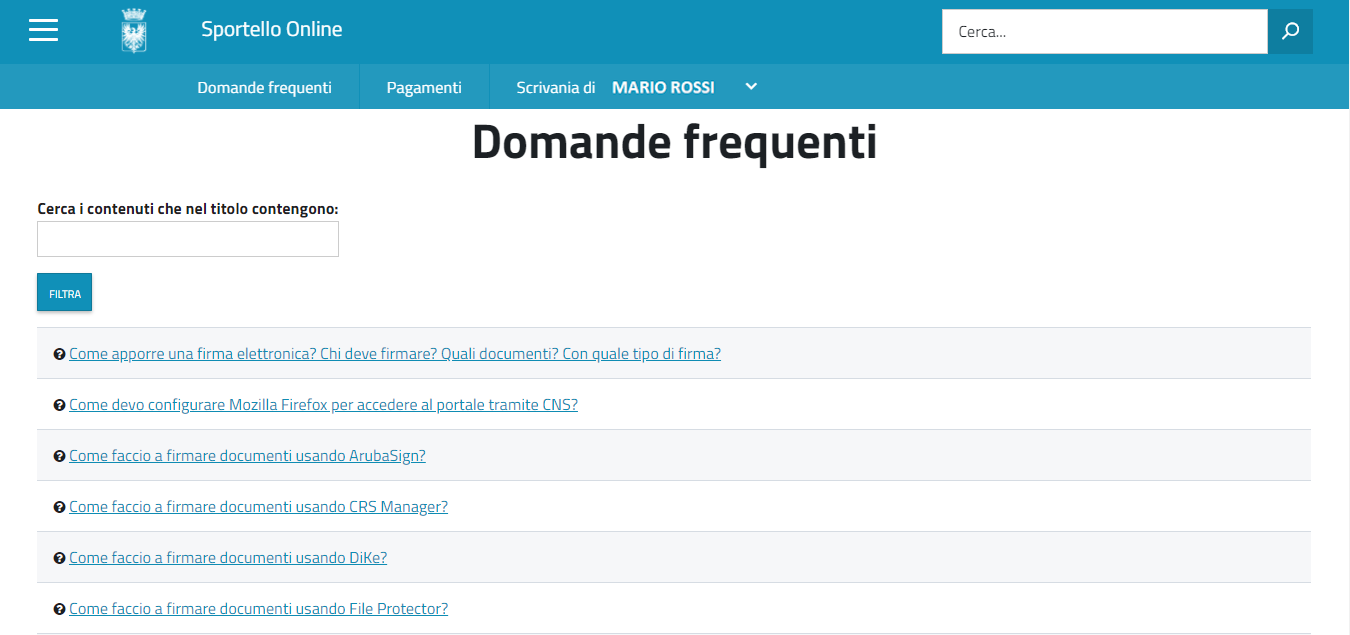 Sportello Online
Cerca...
Domande frequenti
Pagamenti
Scrivania di MARIO ROSSI
Domande frequenti
Cerca i contenuti che nel titolo contengono:
FILTRA
Come apporre una firma elettronica? Chi deve firmare? Quali documenti? Con quale tipo di firma?
Come devo configurare Mozilla Firefox per accedere al portale tramite CNS?
Come faccio a firmare documenti usando ArubaSign?
Come faccio a firmare documenti usando CRS Manager?
Come faccio a firmare documenti usando DiKe?
Come faccio a firmare documenti usando File Protector?